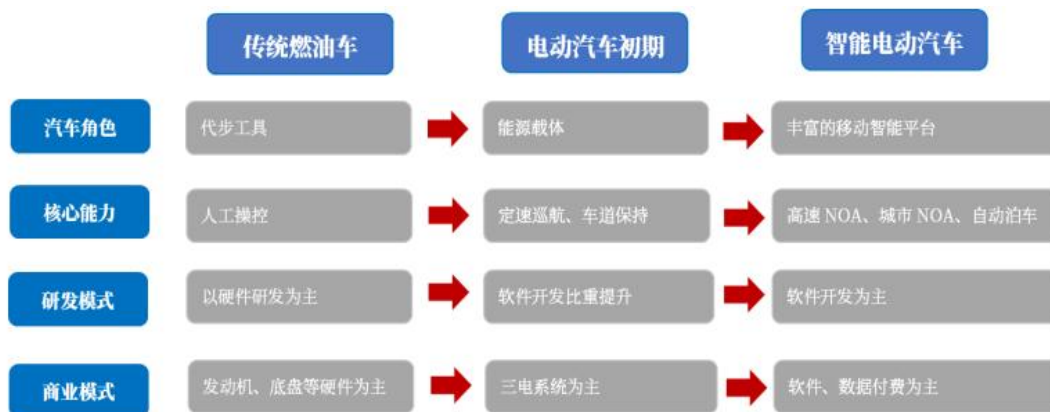 传统燃油车 电动汽车初期 智能电动汽车
汽车角色 代步工具 能源载体 丰富的移动智能平台
核心能力 人工操控 定速巡航、车道保持 高速 NOA、城市 NOA、自动泊车
研发模式 以硬件研发为主 软件开发比重提升 软件开发为主
商业模式 发动机、底盘等硬件为主 三电系统为主 软件、数据付费为主